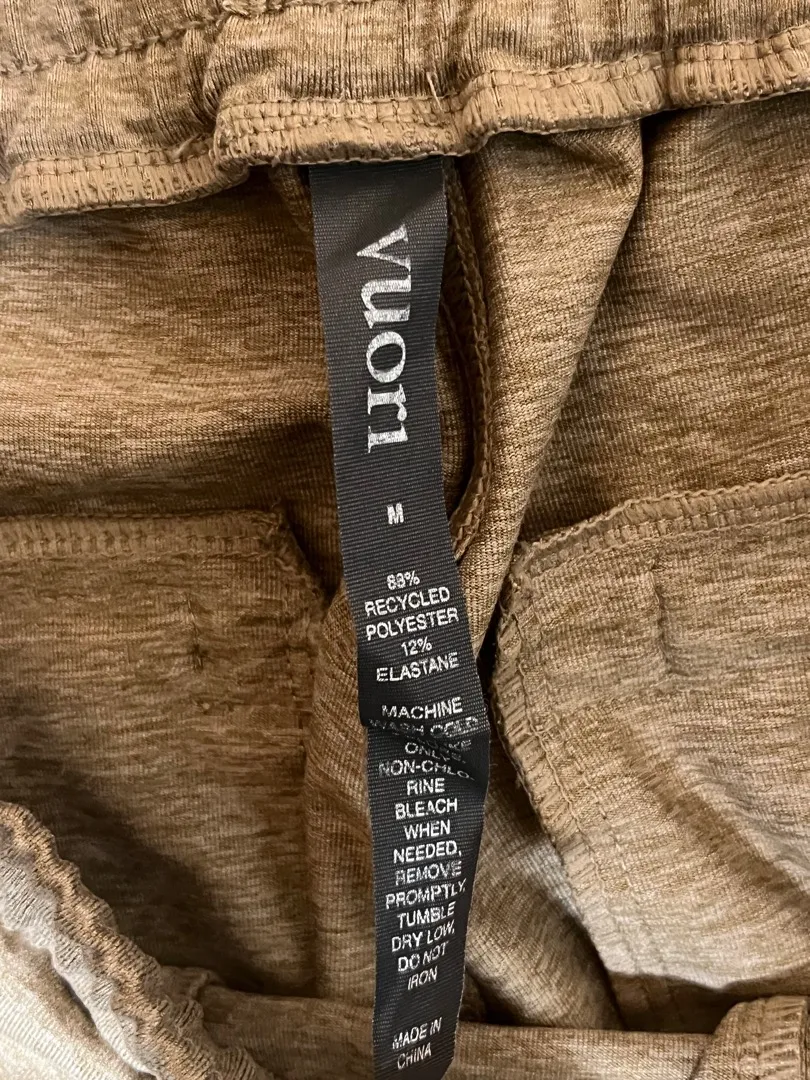 vuori
M
88%
RECYCLED
POLYESTER
12%
ELASTANE
MACHINE
WASH COLD
ONLY
NON-CHLO
RINE
BLEACH
WHEN
NEEDED,
REMOVE
PROMPTLY,
TUMBLE
DRY LOW,
DO NOT
IRON
MADE IN
CHINA